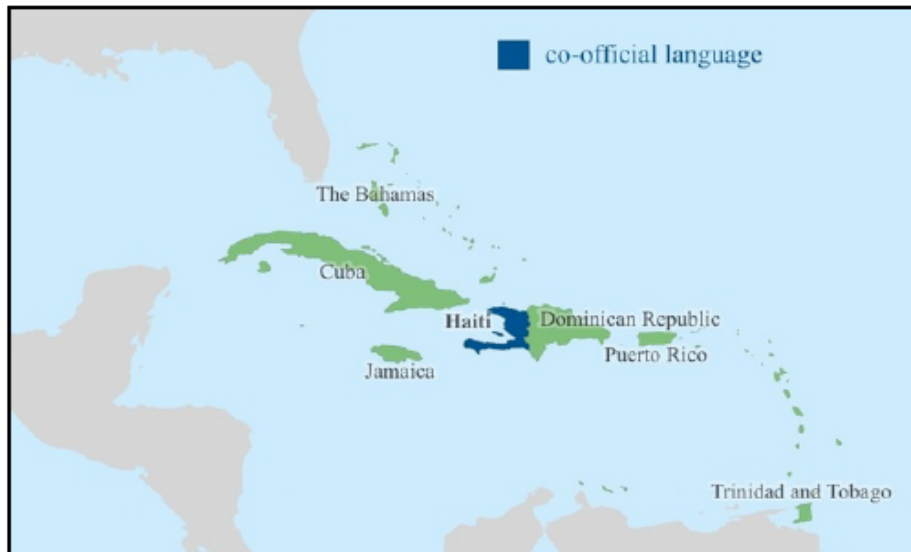 co-official language
The Bahamas
Cuba
Haiti
Dominican Republic
Puerto Rico
Jamaica
Trinidad and Tobago